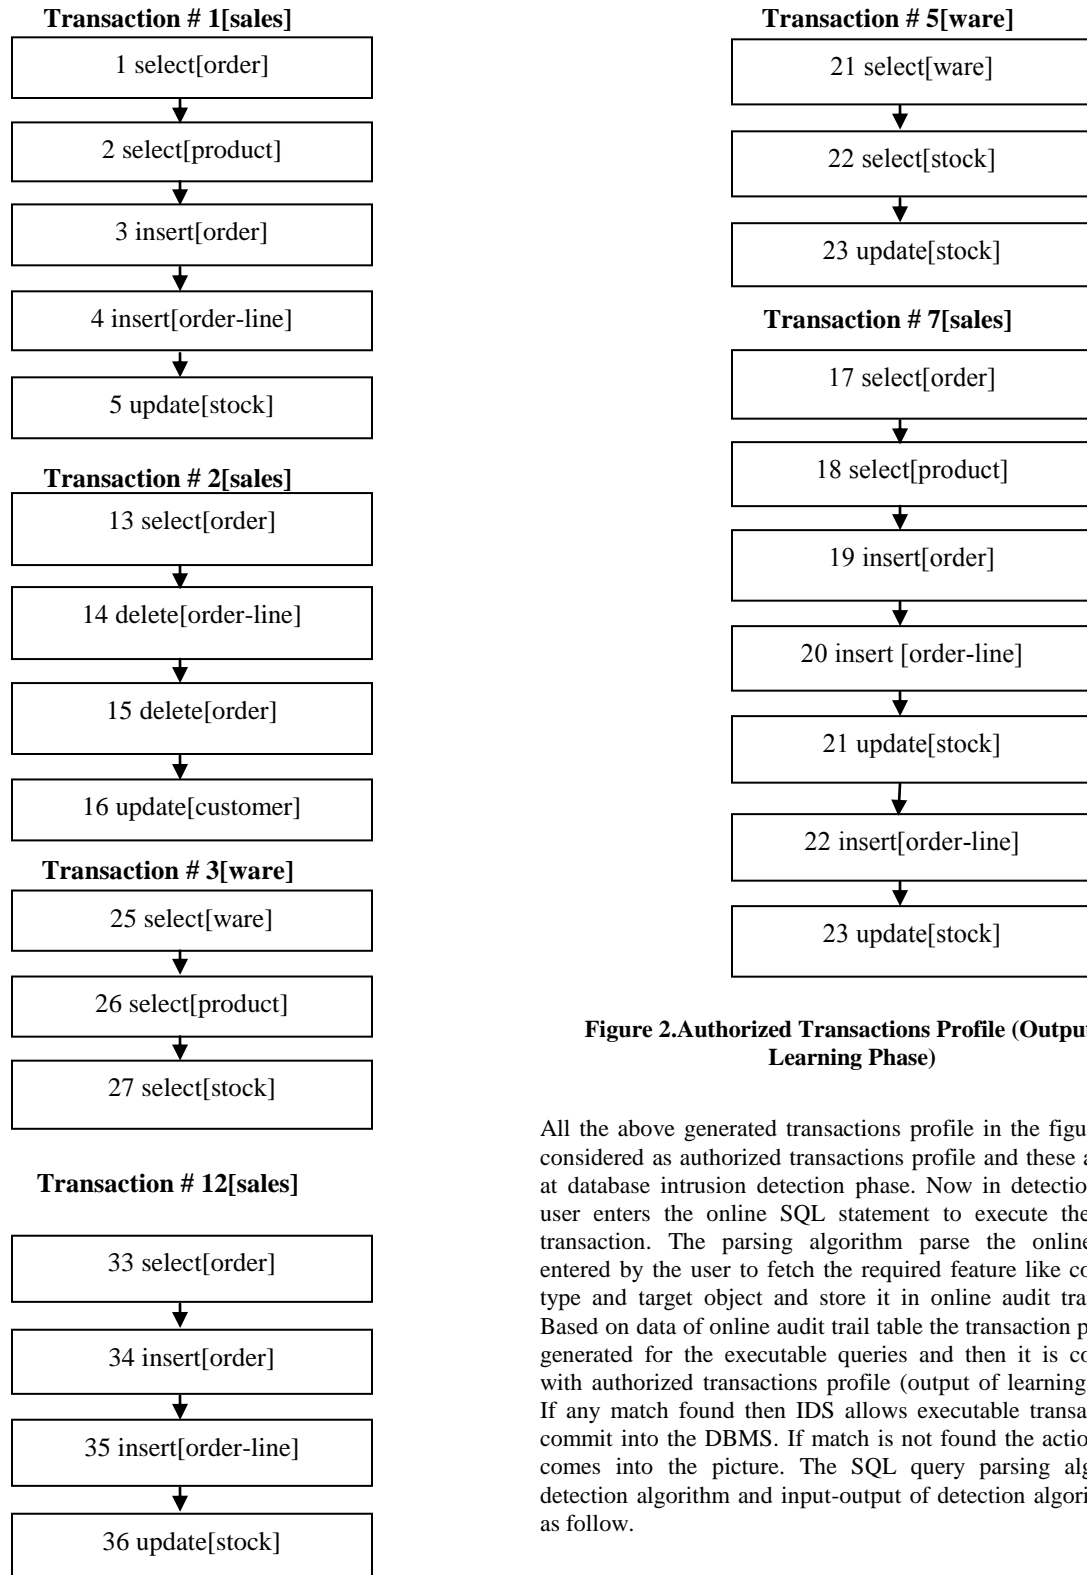 Transaction # 1[sales]
1 select[order]
2 select[product]
3 insert[order]
4 insert[order-line]
5 update[stock]
Transaction # 2[sales]
13 select[order]
14 delete[order-line]
15 delete[order]
16 update[customer]
Transaction # 3[ware]
25 select[ware]
26 select[product]
27 select[stock]
Transaction # 12[sales]
33 select[order]
34 insert[order]
35 insert[order-line]
36 update[stock]
Transaction # 5[ware]
21 select[ware]
22 select[stock]
23 update[stock]
Transaction # 7[sales]
17 select[order]
18 select[product]
19 insert[order]
20 insert [order-line]
21 update[stock]
22 insert[order-line]
23 update[stock]
Figure 2.Authorized Transactions Profile (Output
Learning Phase)
All the above generated transactions profile in the
considered as authorized transactions profile and these
at database intrusion detection phase. Now in
user enters the online SQL statement to execute the
transaction. The parsing algorithm parse the online
entered by the user to fetch the required feature like
type and target object and store it in online audit
Based on data of online audit trail table the transaction
generated for the executable queries and then it is
with authorized transactions profile (output of learning
If any match found then IDS allows executable
commit into the DBMS. If match is not found the
comes into the picture. The SQL query parsing
detection algorithm and input-output of detection
as follow.